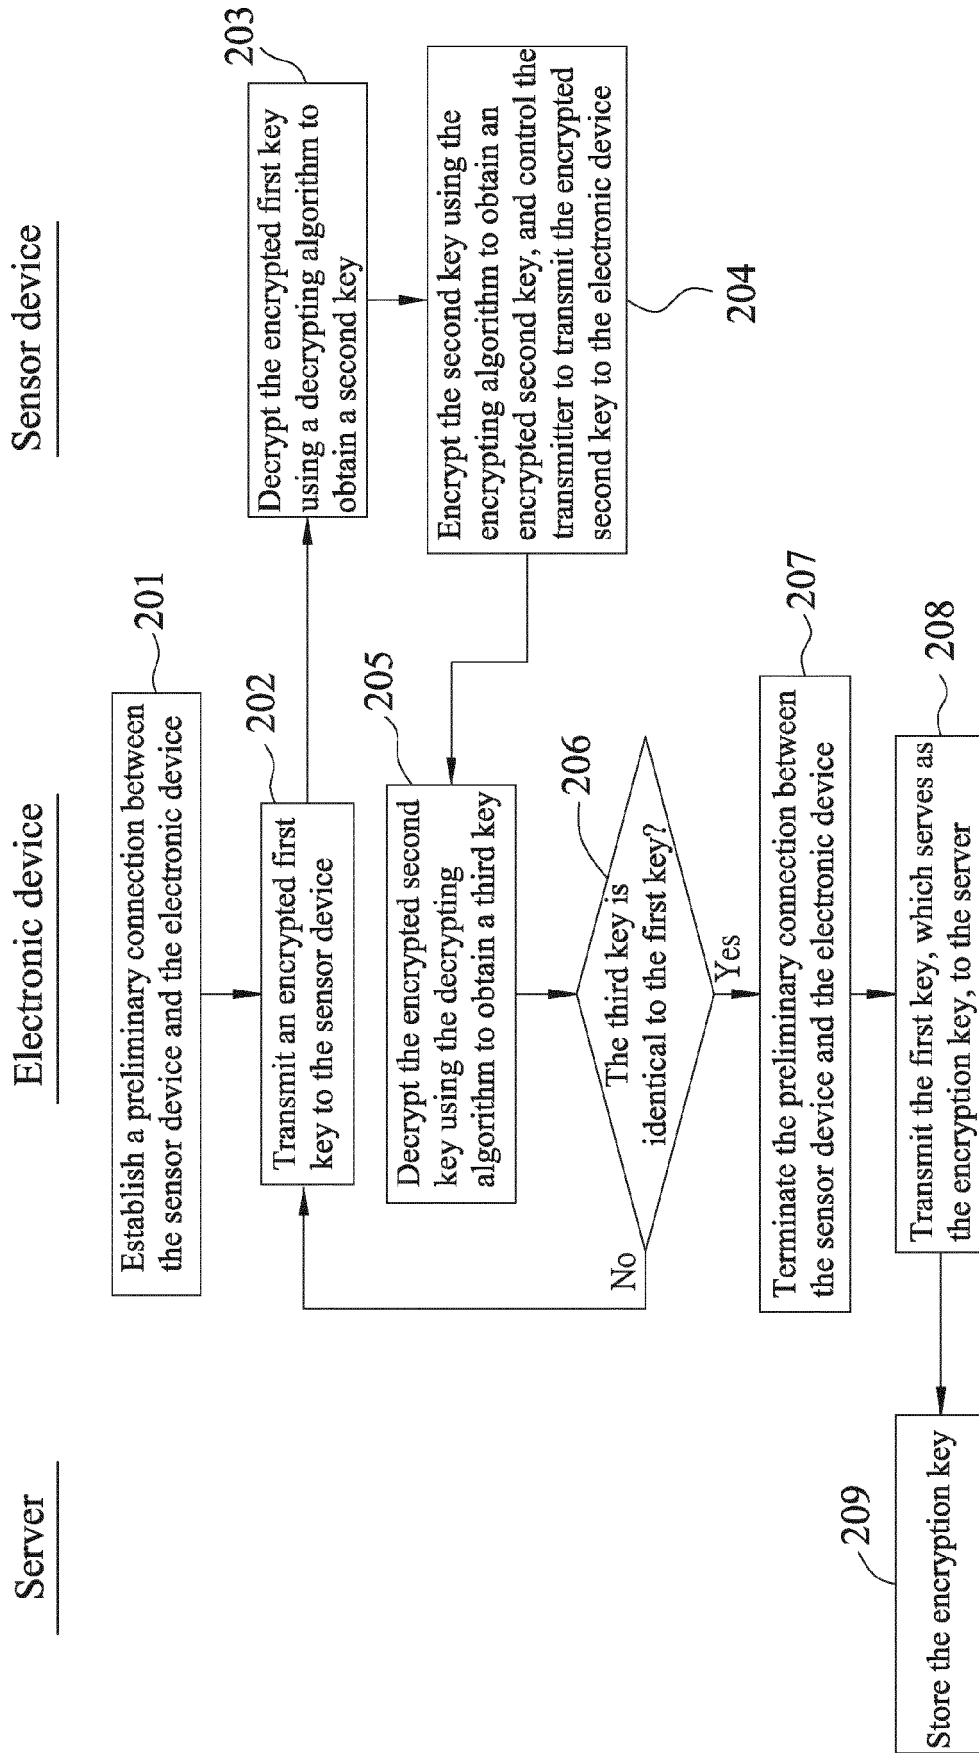 Server
Electronic device
Sensor device
Establish a preliminary connection between
the sensor device and the electronic device
201
Transmit an encrypted first
key to the sensor device
202
Decrypt the encrypted first key
using a decrypting algorithm to
obtain a second key
203
Encrypt the second key using the
encrypting algorithm to obtain an
encrypted second key, and control the
transmitter to transmit the encrypted
second key to the electronic device
204
Decrypt the encrypted second
key using the decrypting
algorithm to obtain a third key
205
The third key is
identical to the first key?
206
No
Yes
Terminate the preliminary connection between
the sensor device and the electronic device
207
Transmit the first key, which serves as
the encryption key, to the server
208
Store the encryption key
209